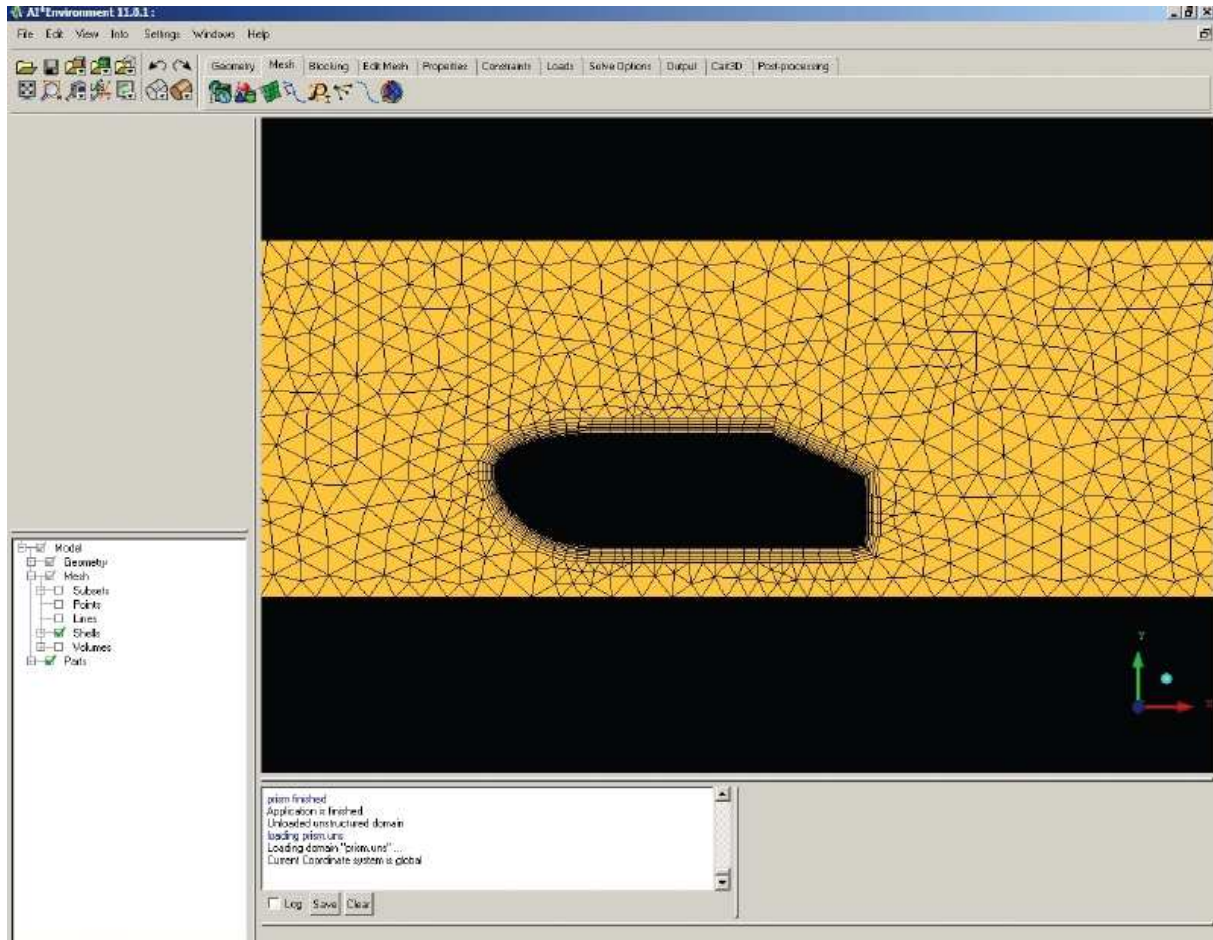 AI*Environment 11.0.1 :
File Edit View Info Settings Windows Help
Geometry Mesh Blocking Edit Mesh Properties Constraints Loads Solve Options Output Cart3D Post-processing
Model
Geometry
Mesh
Subsets
Points
Lines
Shells
Volumes
Parts
Y
X
prism finished
Application is finished
Unloaded unstructured domain
loading prism.uns
Loading domain "prism.uns" ...
Current Coordinate system is global
Log Save Clear